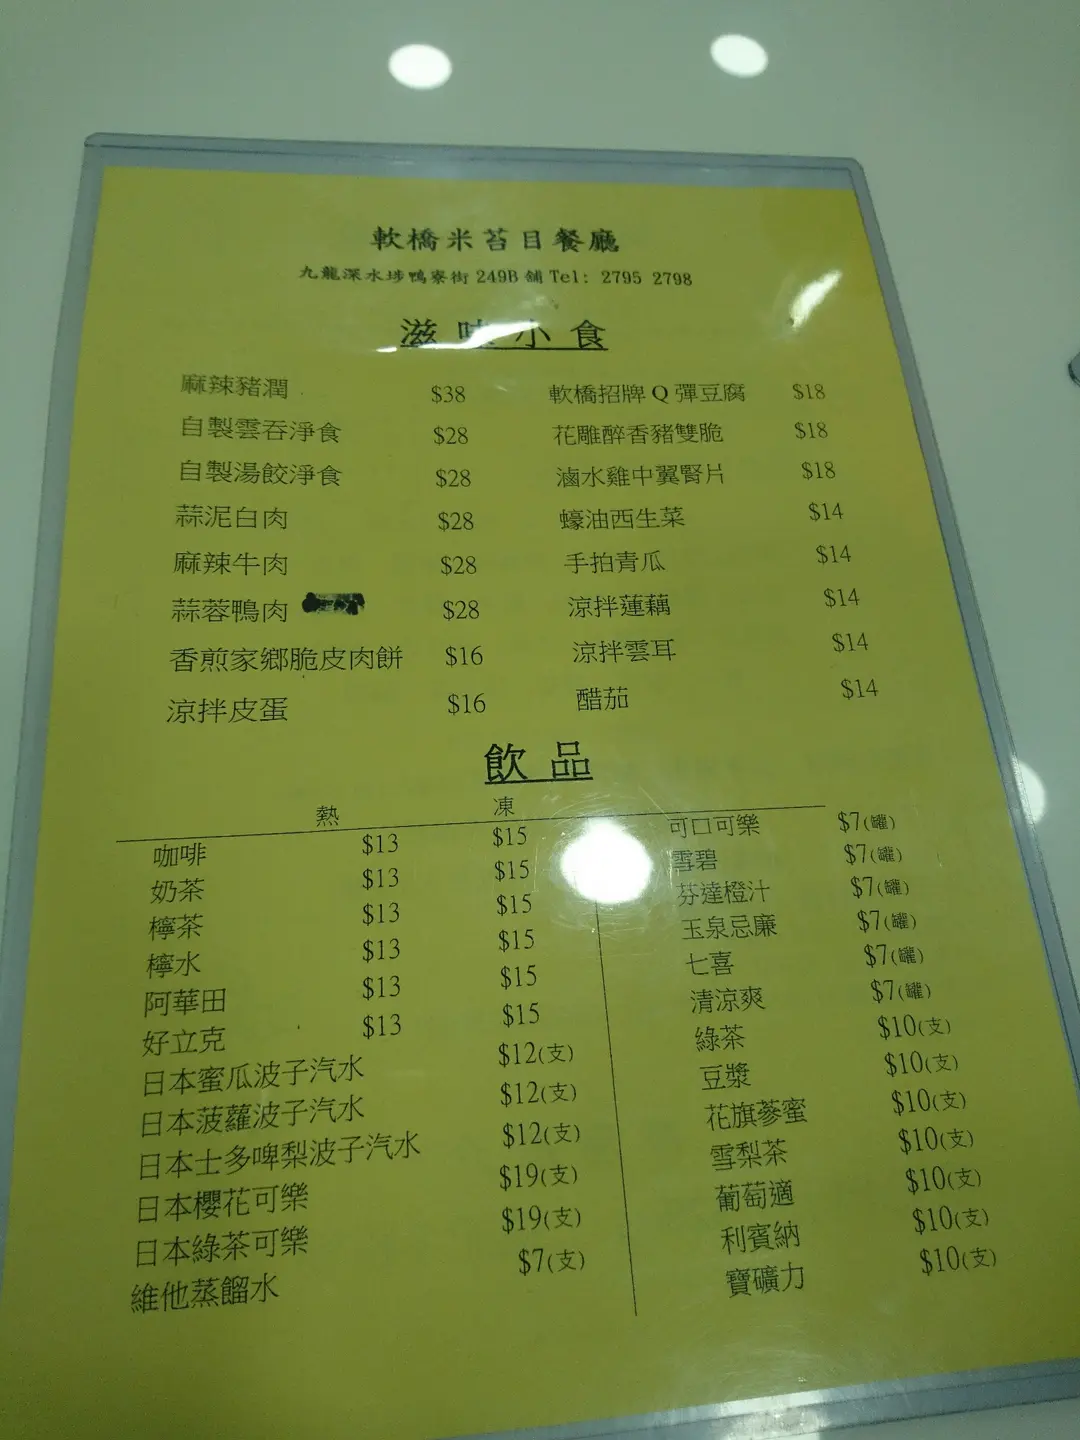 軟橋米苔目餐廳
九龍深水埗鴨寮街 249B 舖 Tel: 2795 2798
滋味小食
麻辣豬潤 $38 軟橋招牌 Q 彈豆腐 $18
自製雲吞淨食 $28 花雕醉香豬雙脆 $18
自製湯餃淨食 $28 滷水雞中翼腎片 $18
蒜泥白肉 $28 蠔油西生菜 $14
麻辣牛肉 $28 手拍青瓜 $14
蒜蓉鴨肉 $28 涼拌蓮藕 $14
香煎家鄉脆皮肉餅 $16 涼拌雲耳 $14
涼拌皮蛋 $16 醋茄 $14
飲品
熱 凍
咖啡 $13 $15 可口可樂 $7(罐)
奶茶 $13 $15 雪碧 $7(罐)
檸茶 $13 $15 芬達橙汁 $7(罐)
檸水 $13 $15 玉泉忌廉 $7(罐)
阿華田 $13 $15 七喜 $7(罐)
好立克 $13 $15 清涼爽 $7(罐)
日本蜜瓜波子汽水 $12(支) 綠茶 $10(支)
日本菠蘿波子汽水 $12(支) 豆漿 $10(支)
日本士多啤梨波子汽水 $12(支) 花旗蔘蜜 $10(支)
日本櫻花可樂 $19(支) 雪梨茶 $10(支)
日本綠茶可樂 $19(支) 葡萄適 $10(支)
維他蒸餾水 $7(支) 利賓納 $10(支)
寶礦力 $10(支)